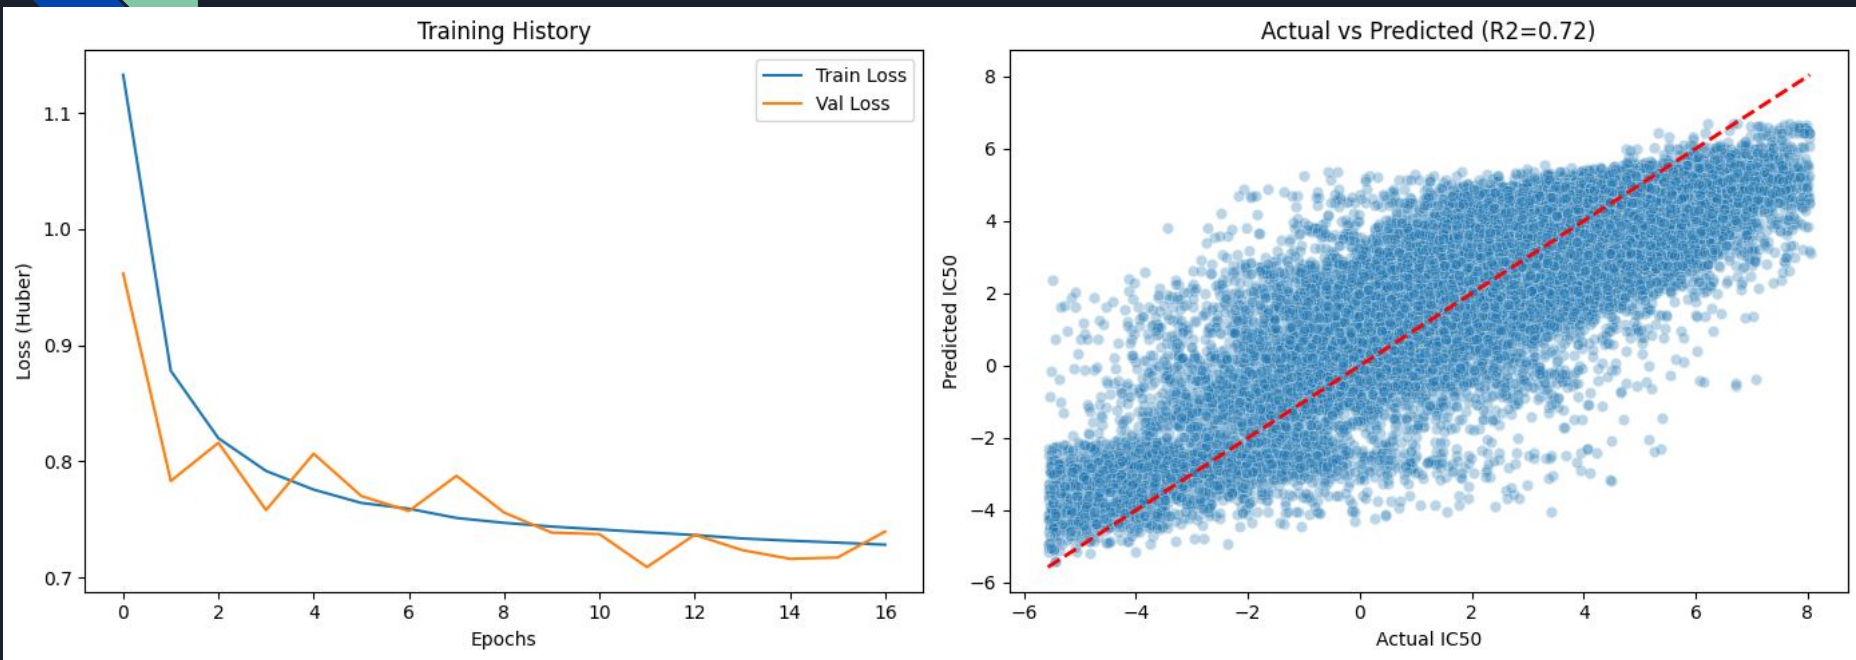 Training History
Train Loss
Val Loss
1.1
1.0
0.9
0.8
0.7
Loss (Huber)
0 2 4 6 8 10 12 14 16
Epochs
Actual vs Predicted (R2=0.72)
8
6
4
2
0
−2
−4
−6
Predicted IC50
−6 −4 −2 0 2 4 6 8
Actual IC50